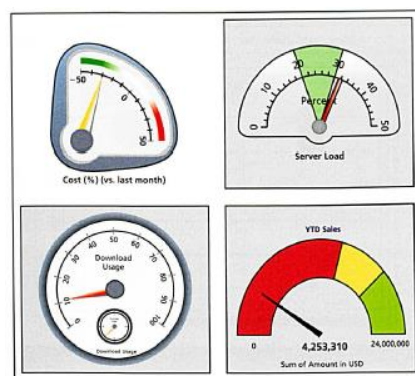 -50
0
50
Cost (%) (vs. last month)
0
10
20
30
40
50
Percent
Server Load
0
10
20
30
40
50
60
70
80
90
100
Download
Usage
Download Usage
YTD Sales
0
4,253,310
24,000,000
Sum of Amount in USD